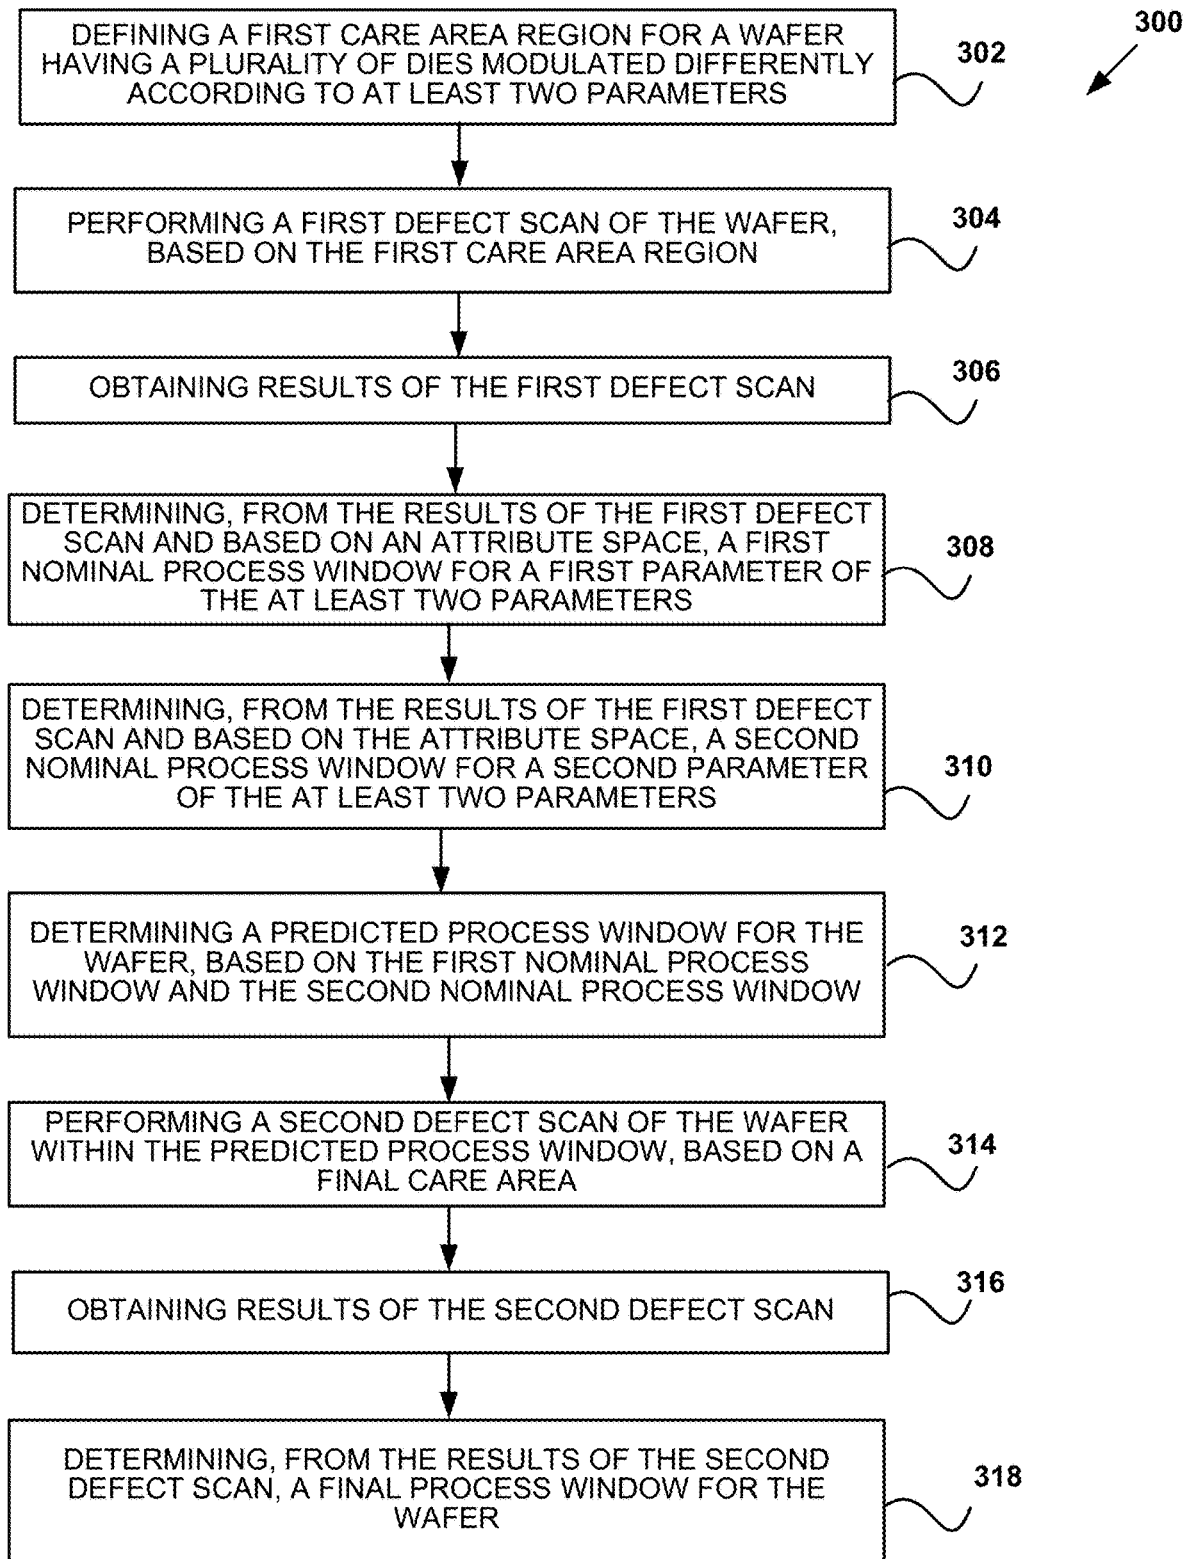 300
DEFINING A FIRST CARE AREA REGION FOR A WAFER
HAVING A PLURALITY OF DIES MODULATED DIFFERENTLY
ACCORDING TO AT LEAST TWO PARAMETERS
302
PERFORMING A FIRST DEFECT SCAN OF THE WAFER,
BASED ON THE FIRST CARE AREA REGION
304
OBTAINING RESULTS OF THE FIRST DEFECT SCAN
306
DETERMINING, FROM THE RESULTS OF THE FIRST DEFECT
SCAN AND BASED ON AN ATTRIBUTE SPACE, A FIRST
NOMINAL PROCESS WINDOW FOR A FIRST PARAMETER OF
THE AT LEAST TWO PARAMETERS
308
DETERMINING, FROM THE RESULTS OF THE FIRST DEFECT
SCAN AND BASED ON THE ATTRIBUTE SPACE, A SECOND
NOMINAL PROCESS WINDOW FOR A SECOND PARAMETER
OF THE AT LEAST TWO PARAMETERS
310
DETERMINING A PREDICTED PROCESS WINDOW FOR THE
WAFER, BASED ON THE FIRST NOMINAL PROCESS
WINDOW AND THE SECOND NOMINAL PROCESS WINDOW
312
PERFORMING A SECOND DEFECT SCAN OF THE WAFER
WITHIN THE PREDICTED PROCESS WINDOW, BASED ON A
FINAL CARE AREA
314
OBTAINING RESULTS OF THE SECOND DEFECT SCAN
316
DETERMINING, FROM THE RESULTS OF THE SECOND
DEFECT SCAN, A FINAL PROCESS WINDOW FOR THE
WAFER
318